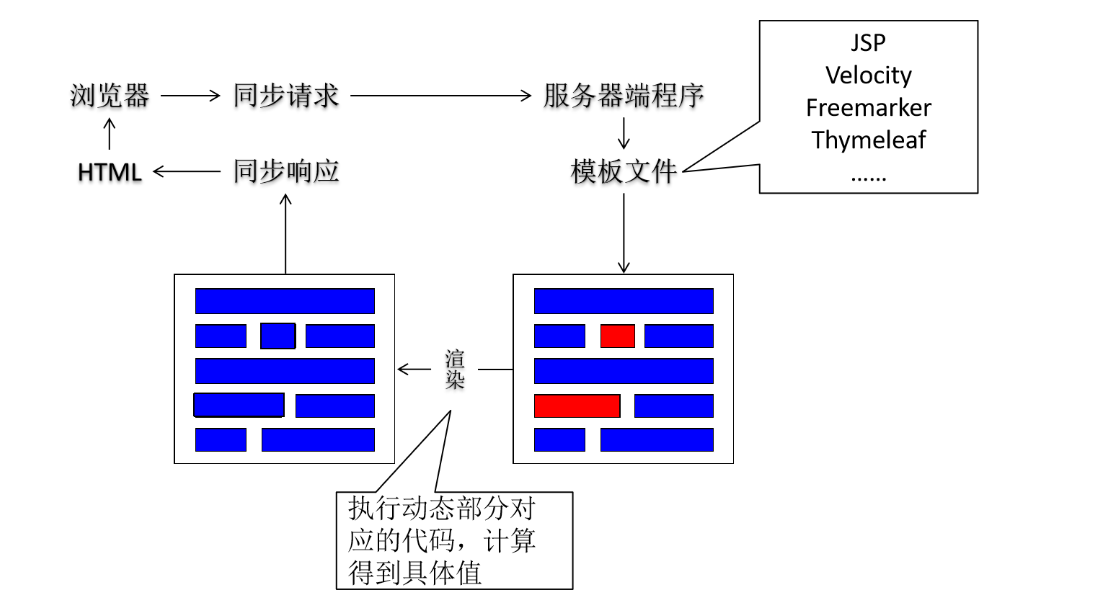 JSP
Velocity
Freemarker
Thymeleaf
……
浏览器
同步请求
服务器端程序
HTML
同步响应
模板文件
渲
染
执行动态部分对
应的代码，计算
得到具体值